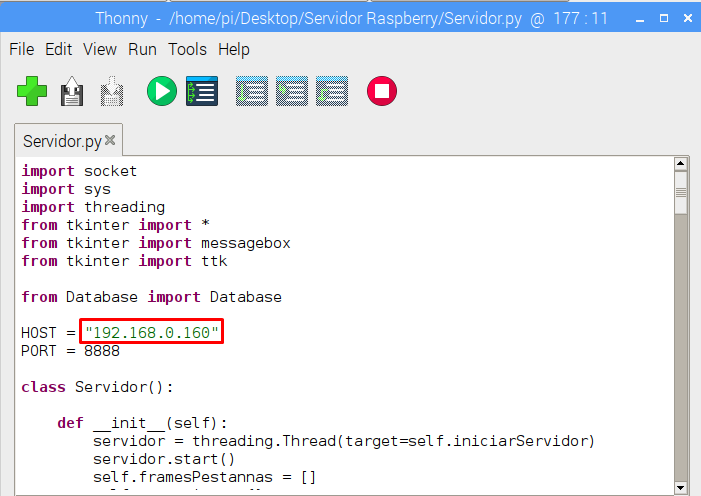 Thonny - /home/pi/Desktop/Servidor Raspberry/Servidor.py @ 177 : 11
File Edit View Run Tools Help
Servidor.py
import socket
import sys
import threading
from tkinter import *
from tkinter import messagebox
from tkinter import ttk
from Database import Database
HOST = "192.168.0.160"
PORT = 8888
class Servidor():
def __init__(self):
servidor = threading.Thread(target=self.iniciarServidor)
servidor.start()
self.framesPestannas = []